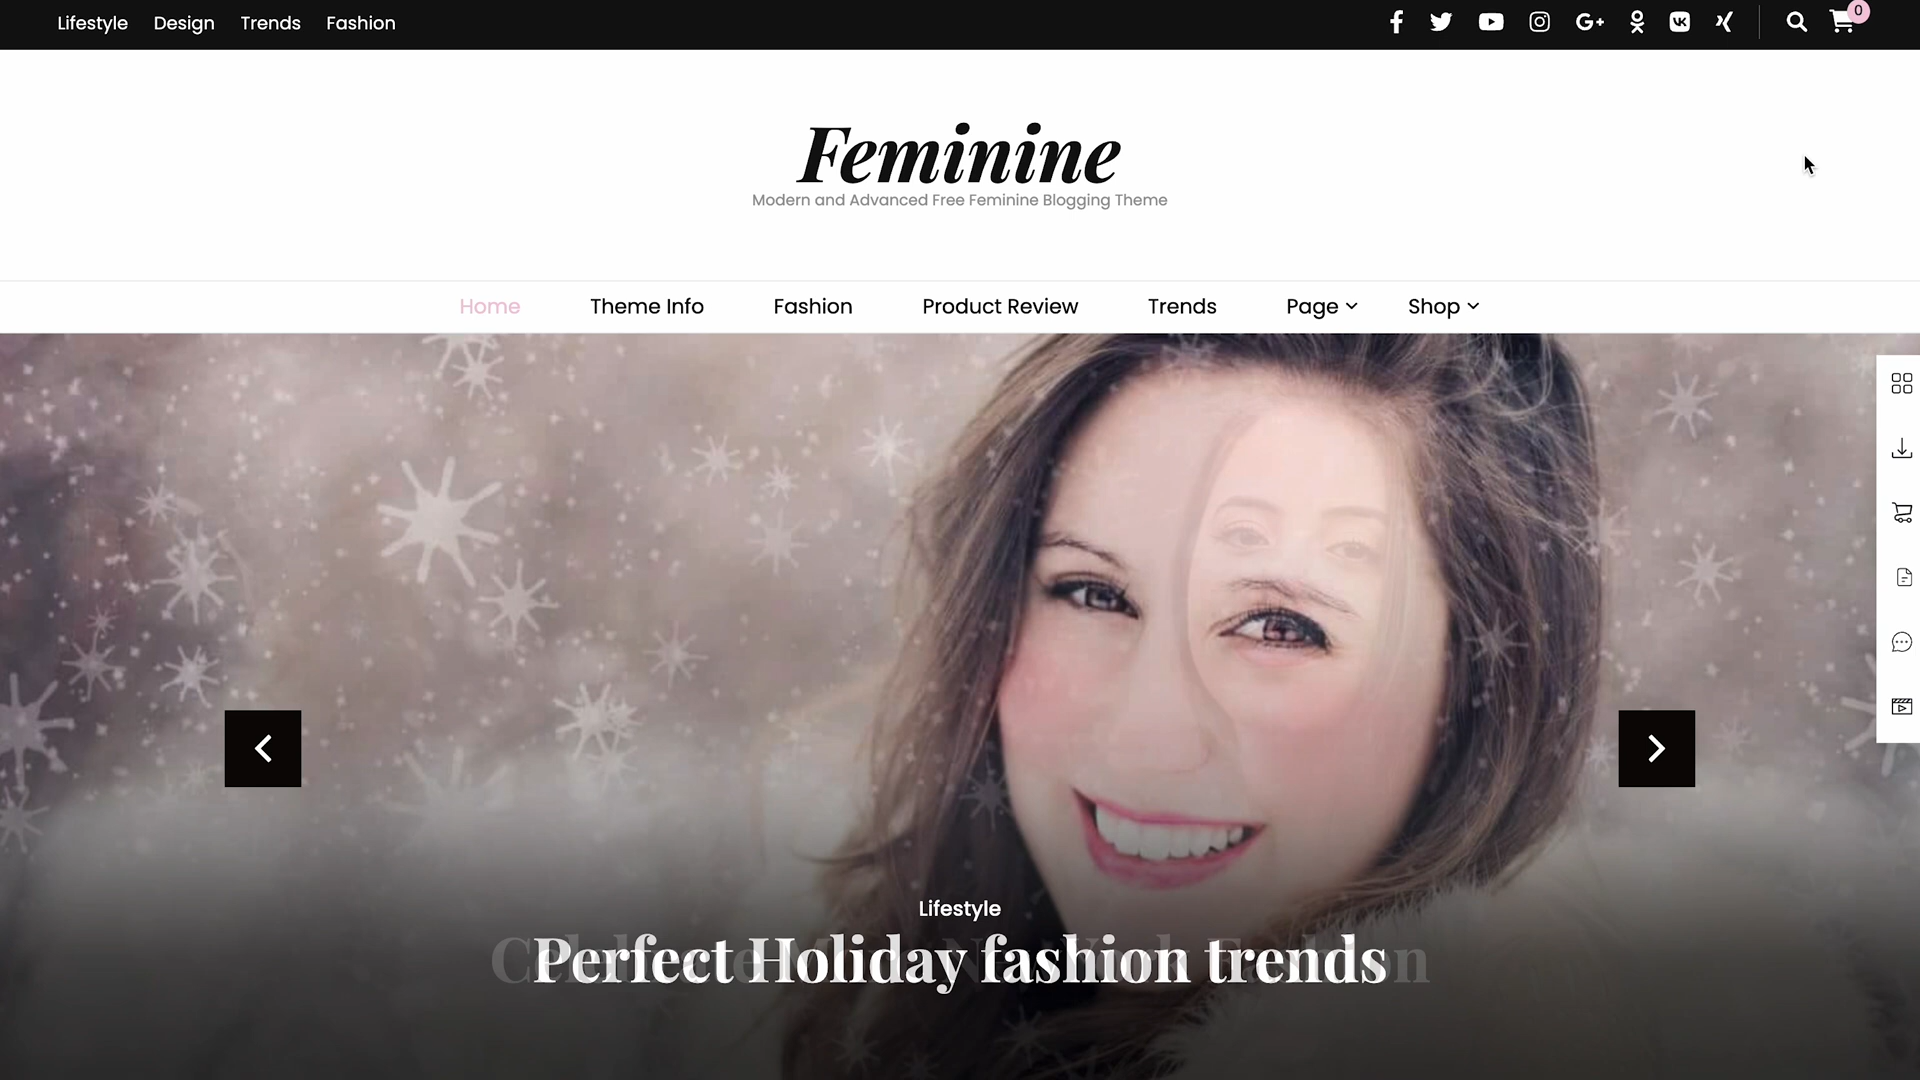 Lifestyle Design Trends Fashion
0
Feminine
Modern and Advanced Free Feminine Blogging Theme
Home Theme Info Fashion Product Review Trends Page Shop
Lifestyle
Perfect Holiday fashion trends